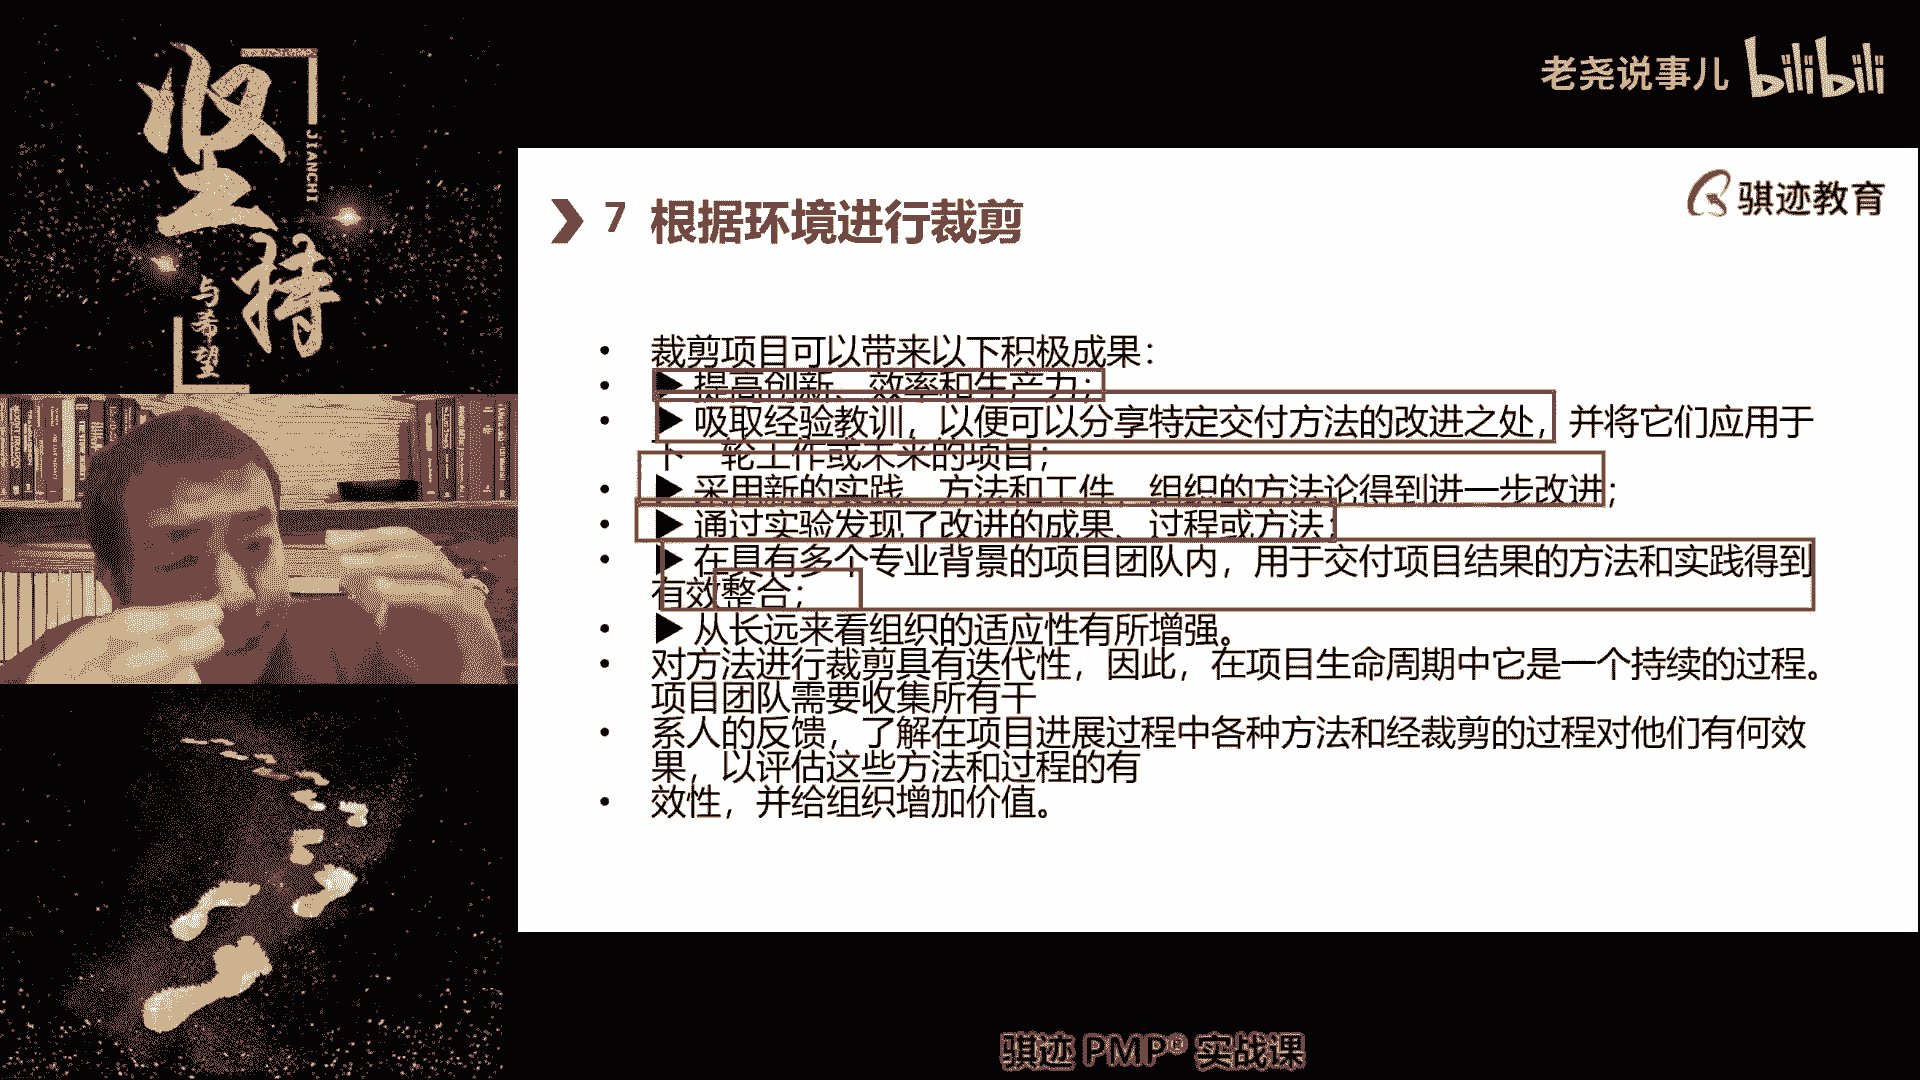 坚持
JIANCHI
与希望
老尧说事儿 bilibili
骐迹教育
7 根据环境进行裁剪
• 裁剪项目可以带来以下积极成果：
• ▶ 提高创新、效率和生产力；
• ▶ 吸取经验教训，以便可以分享特定交付方法的改进之处，并将它们应用于
下一轮工作或未来的项目；
• ▶ 采用新的实践、方法和工件，组织的方法论得到进一步改进；
• ▶ 通过实验发现了改进的成果、过程或方法；
• ▶ 在具有多个专业背景的项目团队内，用于交付项目结果的方法和实践得到
有效整合；
• ▶ 从长远来看组织的适应性有所增强。
• 对方法进行裁剪具有迭代性，因此，在项目生命周期中它是一个持续的过程。
项目团队需要收集所有干
• 系人的反馈，了解在项目进展过程中各种方法和经裁剪的过程对他们有何效
果，以评估这些方法和过程的有
• 效性，并给组织增加价值。
骐迹 PMP® 实战课